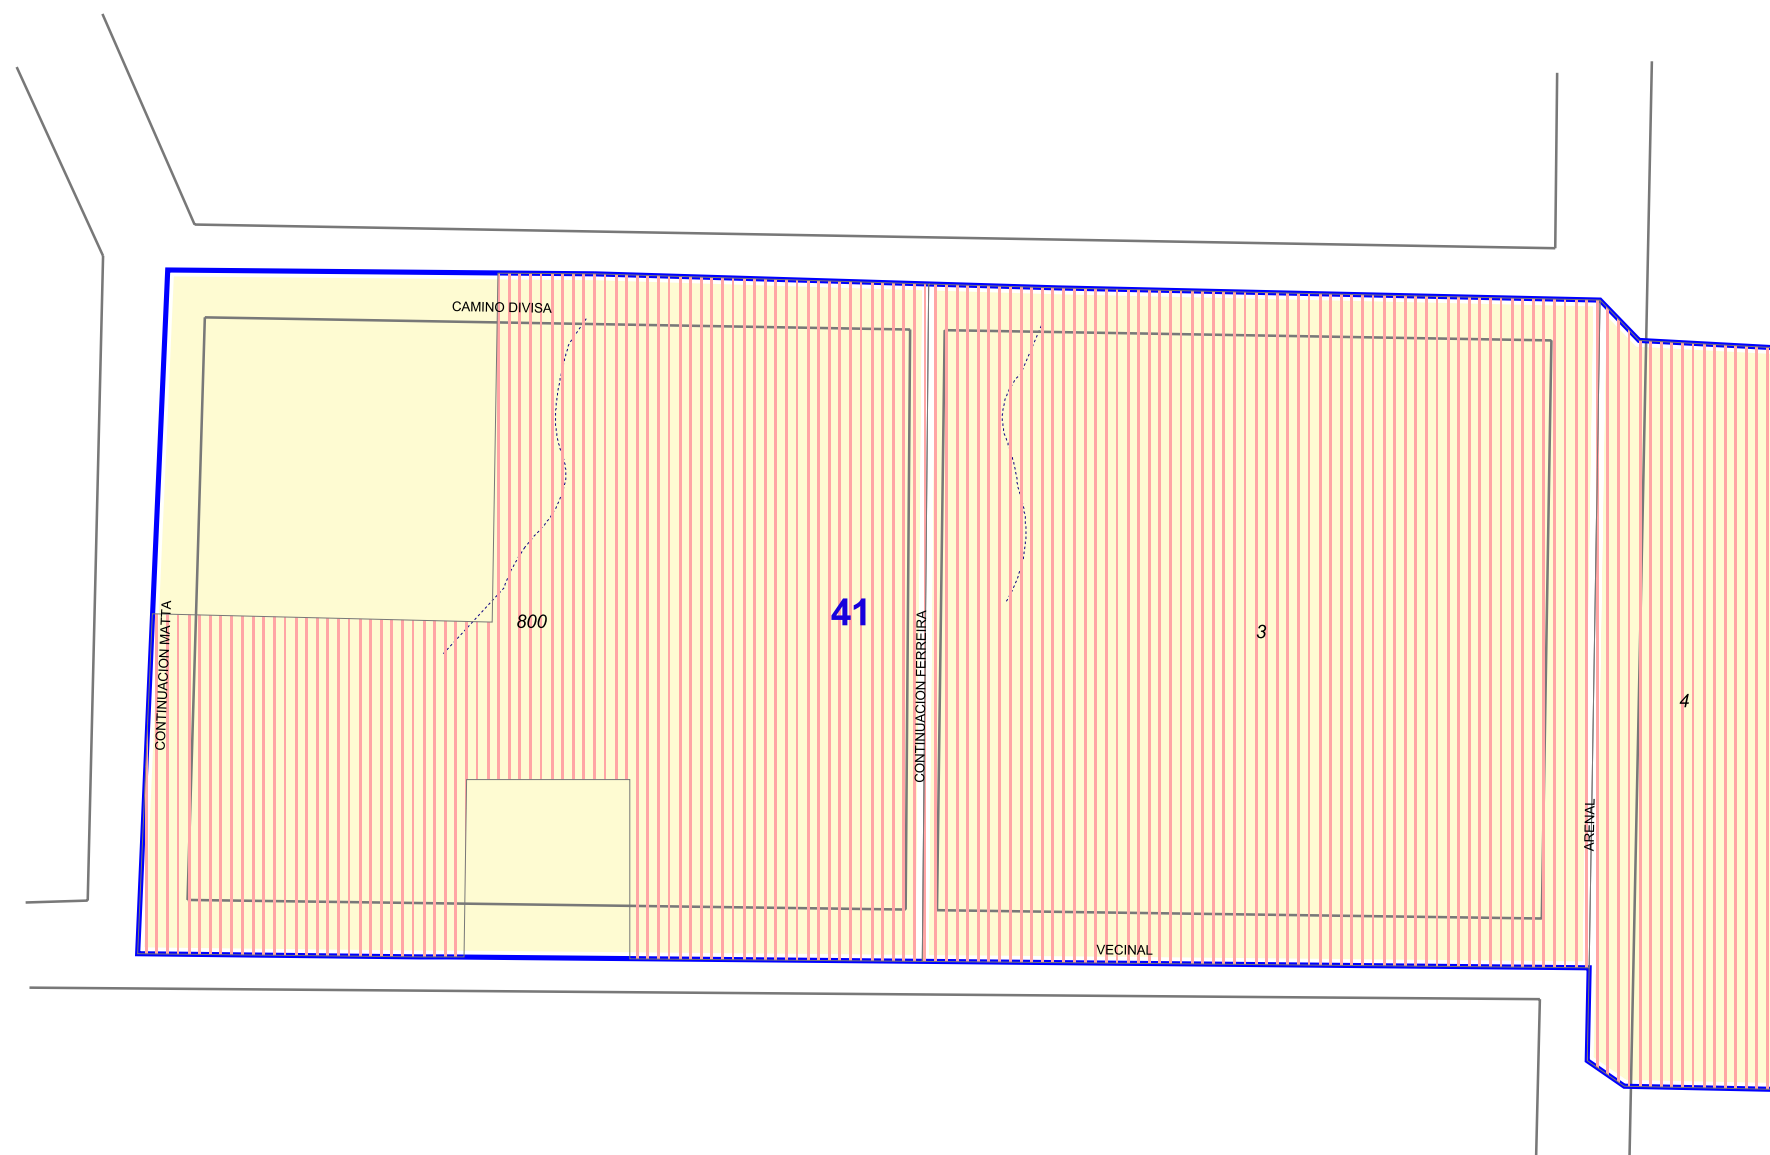 CAMINO DIVISA
CONTINUACION MATTA
800
41
CONTINUACION FERREIRA
3
4
ARENAL
VECINAL